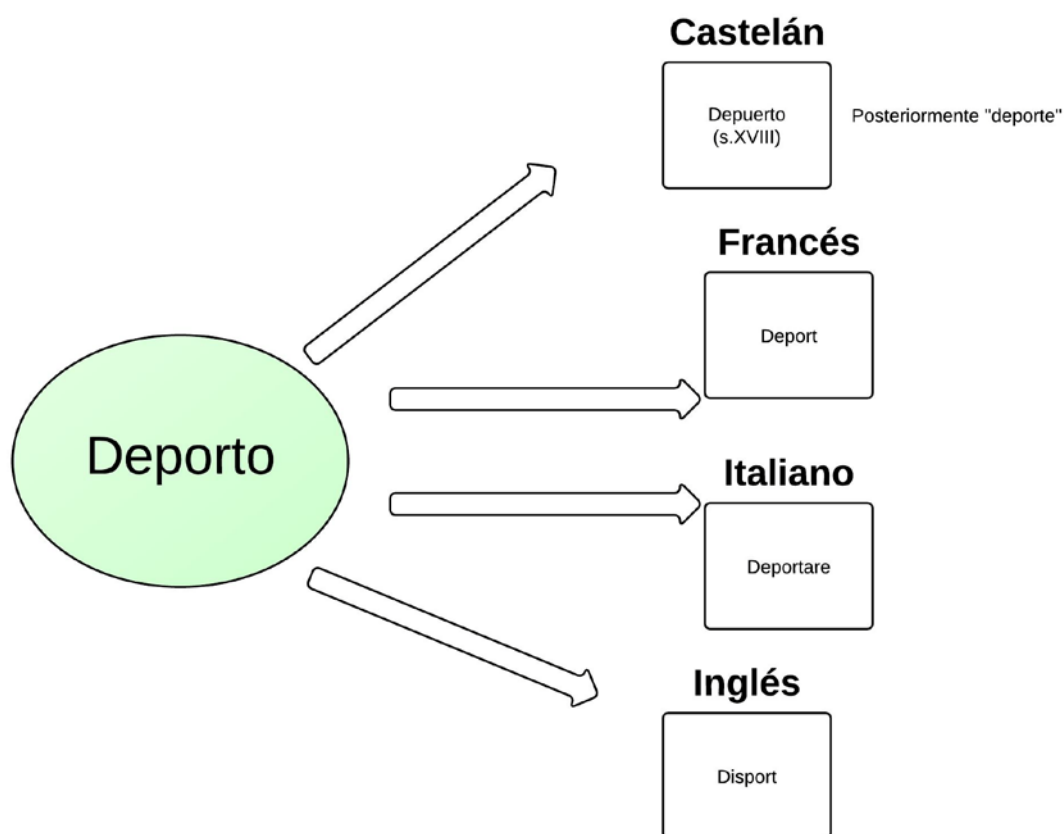 Castelán
Depuerto
(s.XVIII)
Posteriormente "deporte"
Francés
Deport
Deporto
Italiano
Deportare
Inglés
Disport